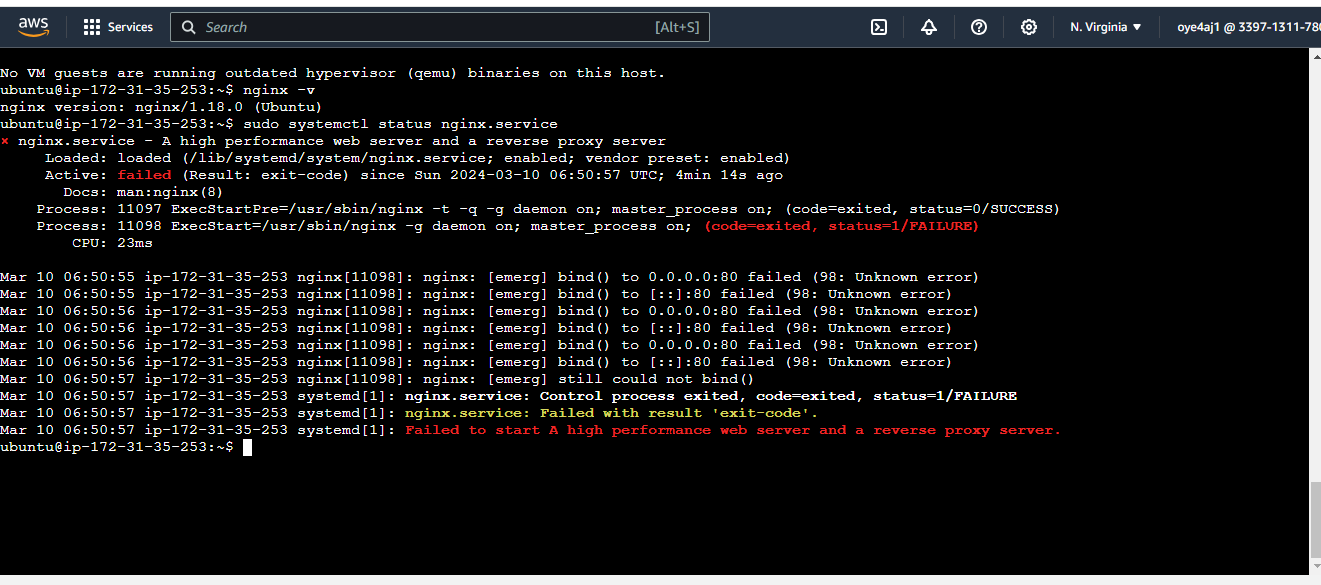 aws Services Search [Alt+S] N. Virginia ▼ oye4aj1 @ 3397-1311-780
No VM guests are running outdated hypervisor (qemu) binaries on this host.
ubuntu@ip-172-31-35-253:~$ nginx -v
nginx version: nginx/1.18.0 (Ubuntu)
ubuntu@ip-172-31-35-253:~$ sudo systemctl status nginx.service
× nginx.service - A high performance web server and a reverse proxy server
Loaded: loaded (/lib/systemd/system/nginx.service; enabled; vendor preset: enabled)
Active: failed (Result: exit-code) since Sun 2024-03-10 06:50:57 UTC; 4min 14s ago
Docs: man:nginx(8)
Process: 11097 ExecStartPre=/usr/sbin/nginx -t -q -g daemon on; master_process on; (code=exited, status=0/SUCCESS)
Process: 11098 ExecStart=/usr/sbin/nginx -g daemon on; master_process on; (code=exited, status=1/FAILURE)
CPU: 23ms
Mar 10 06:50:55 ip-172-31-35-253 nginx[11098]: nginx: [emerg] bind() to 0.0.0.0:80 failed (98: Unknown error)
Mar 10 06:50:55 ip-172-31-35-253 nginx[11098]: nginx: [emerg] bind() to [::]:80 failed (98: Unknown error)
Mar 10 06:50:56 ip-172-31-35-253 nginx[11098]: nginx: [emerg] bind() to 0.0.0.0:80 failed (98: Unknown error)
Mar 10 06:50:56 ip-172-31-35-253 nginx[11098]: nginx: [emerg] bind() to [::]:80 failed (98: Unknown error)
Mar 10 06:50:56 ip-172-31-35-253 nginx[11098]: nginx: [emerg] bind() to 0.0.0.0:80 failed (98: Unknown error)
Mar 10 06:50:56 ip-172-31-35-253 nginx[11098]: nginx: [emerg] bind() to [::]:80 failed (98: Unknown error)
Mar 10 06:50:57 ip-172-31-35-253 nginx[11098]: nginx: [emerg] still could not bind()
Mar 10 06:50:57 ip-172-31-35-253 systemd[1]: nginx.service: Control process exited, code=exited, status=1/FAILURE
Mar 10 06:50:57 ip-172-31-35-253 systemd[1]: nginx.service: Failed with result 'exit-code'.
Mar 10 06:50:57 ip-172-31-35-253 systemd[1]: Failed to start A high performance web server and a reverse proxy server.
ubuntu@ip-172-31-35-253:~$